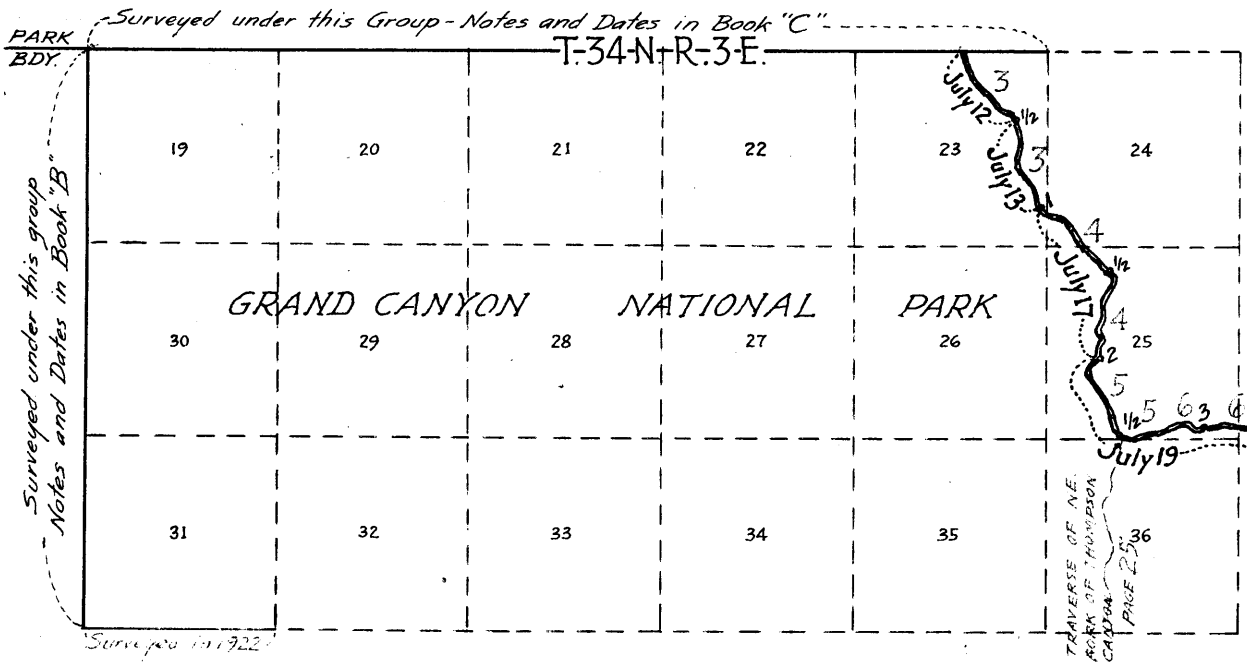 Surveyed under this Group - Notes and Dates in Book "C"
PARK
BDY.
T. 34 N. R. 3 E.
Surveyed under this group
Notes and Dates in Book "B"
19 20 21 22 23 24
July 12
3
1/2
July 13
3
1
4
1/2
July 17
GRAND CANYON NATIONAL PARK
4
30 29 28 27 26 25
2
5
1/2 5 6 3 6
July 19
31 32 33 34 35 36
TRAVERSE OF NE.
FORK OF THOMPSON
CANYON
PAGE 25
Surveyed in 1922